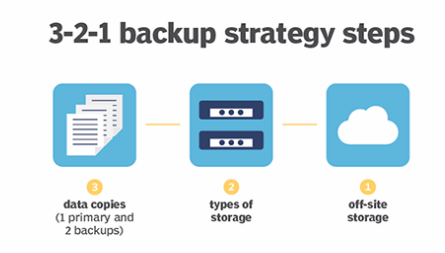 3-2-1 backup strategy steps
3
data copies
(1 primary and
2 backups)
2
types of
storage
1
off-site
storage